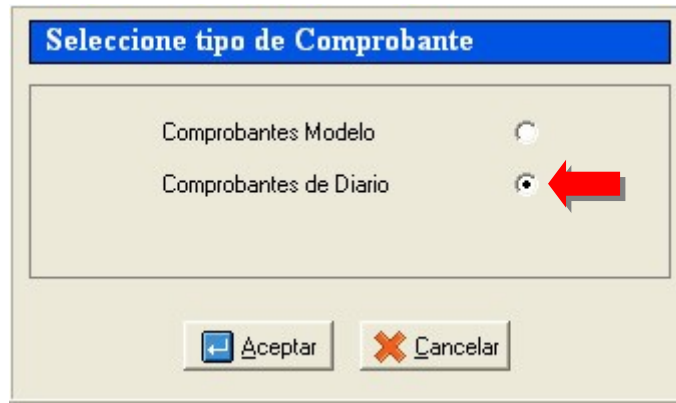 Seleccione tipo de Comprobante
Comprobantes Modelo
Comprobantes de Diario
Aceptar
Cancelar